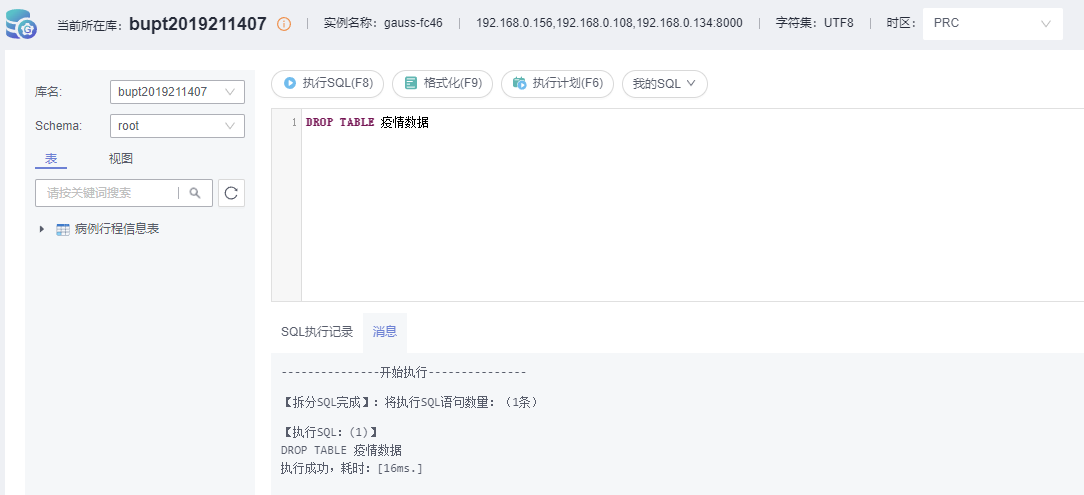 当前所在库: bupt2019211407 | 实例名称: gauss-fc46 | 192.168.0.156,192.168.0.108,192.168.0.134:8000 | 字符集: UTF8 | 时区: PRC
库名: bupt2019211407
Schema: root
表 视图
请按关键词搜索
病例行程信息表
执行SQL(F8) 格式化(F9) 执行计划(F6) 我的SQL
1 DROP TABLE 疫情数据
SQL执行记录 消息
---------------开始执行---------------
【拆分SQL完成】: 将执行SQL语句数量: (1条)
【执行SQL: (1)】
DROP TABLE 疫情数据
执行成功, 耗时: [16ms.]